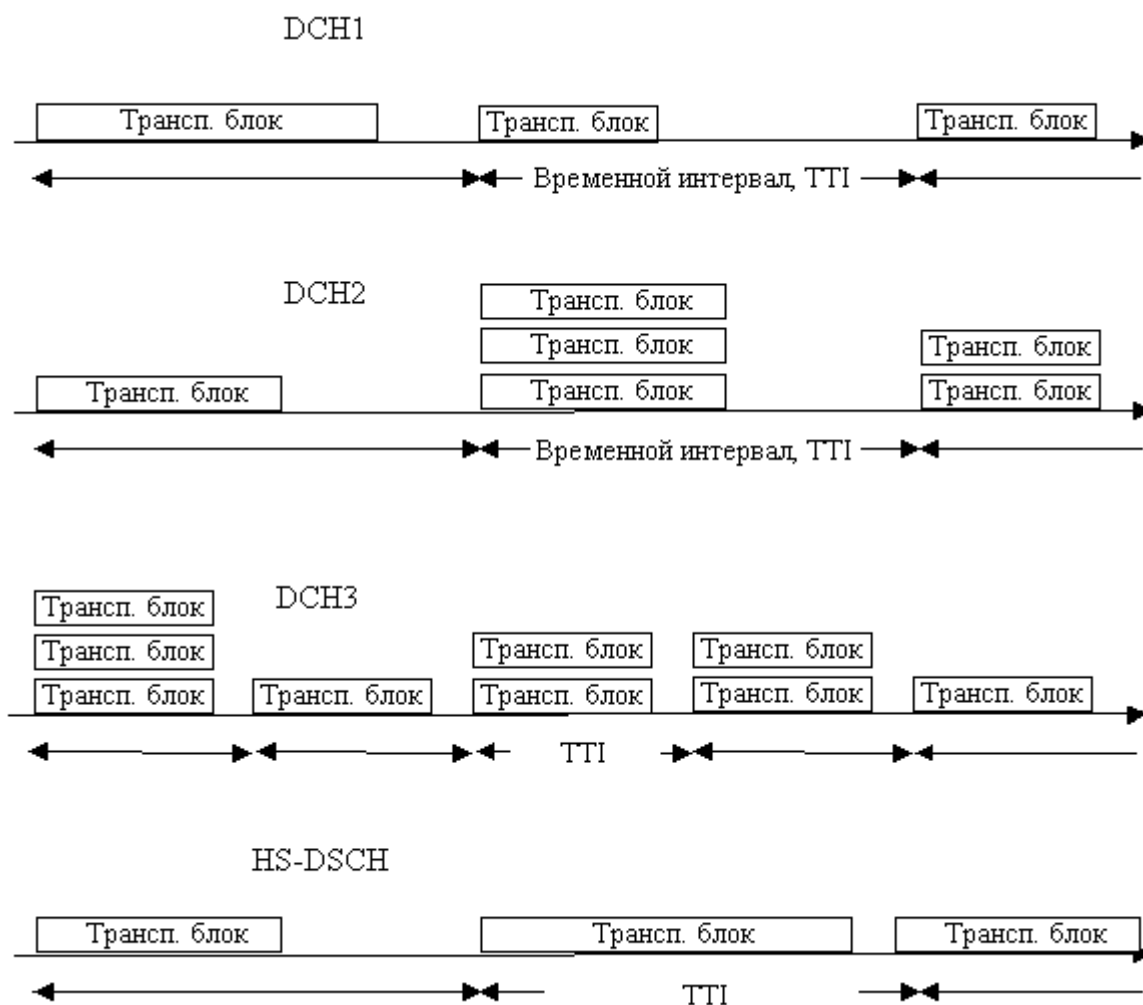 DCH1
Трансп. блок Трансп. блок Трансп. блок
Временной интервал, TTI
DCH2
Трансп. блок
Трансп. блок Трансп. блок
Трансп. блок Трансп. блок Трансп. блок
Временной интервал, TTI
DCH3
Трансп. блок
Трансп. блок Трансп. блок Трансп. блок
Трансп. блок Трансп. блок Трансп. блок Трансп. блок Трансп. блок
TTI
HS-DSCH
Трансп. блок Трансп. блок Трансп. блок
TTI